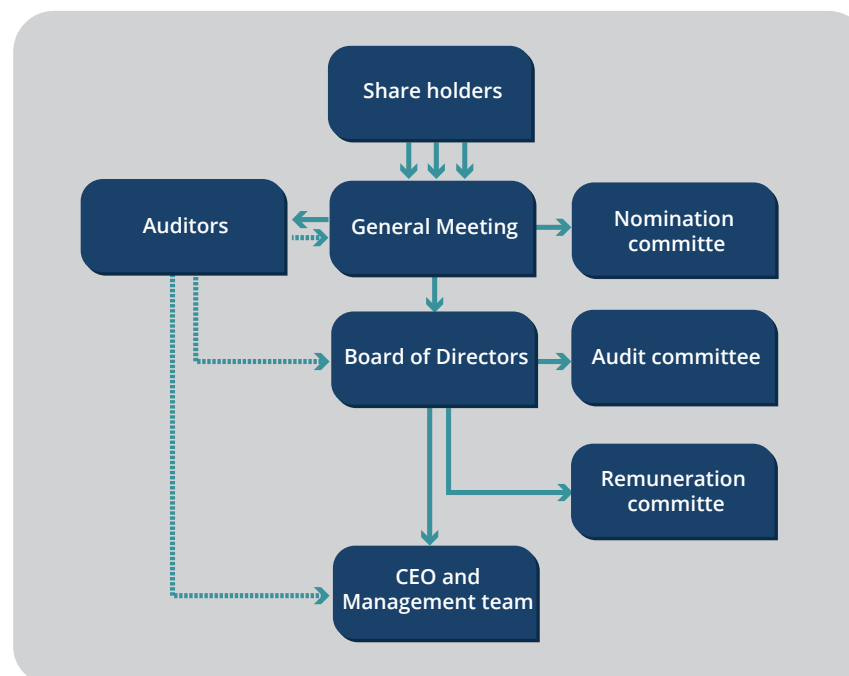 Share holders
Auditors
General Meeting
Nomination
committe
Board of Directors
Audit committee
Remuneration
committe
CEO and
Management team